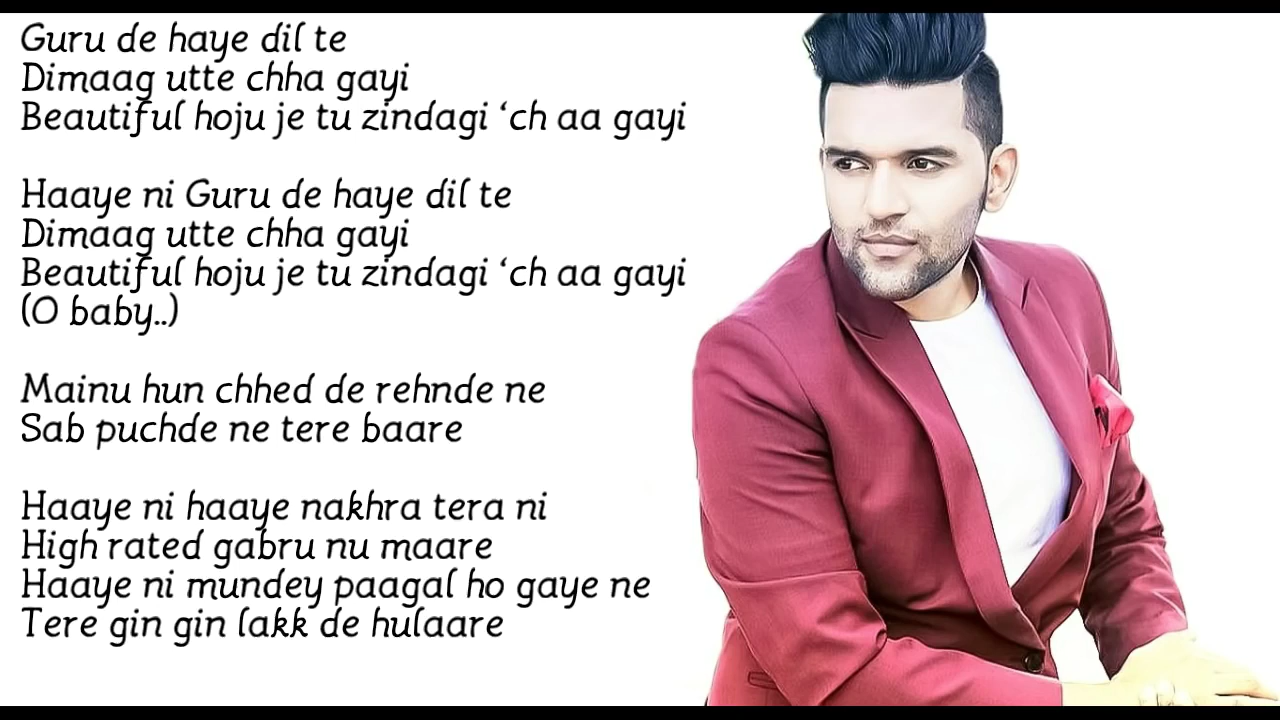 Guru de haye dil te
Dimaag utte chha gayi
Beautiful hoju je tu zindagi ‘ch aa gayi
Haaye ni Guru de haye dil te
Dimaag utte chha gayi
Beautiful hoju je tu zindagi ‘ch aa gayi
(O baby..)
Mainu hun chhed de rehnde ne
Sab puchde ne tere baare
Haaye ni haaye nakhra tera ni
High rated gabru nu maare
Haaye ni mundey paagal ho gaye ne
Tere gin gin lakk de hulaare